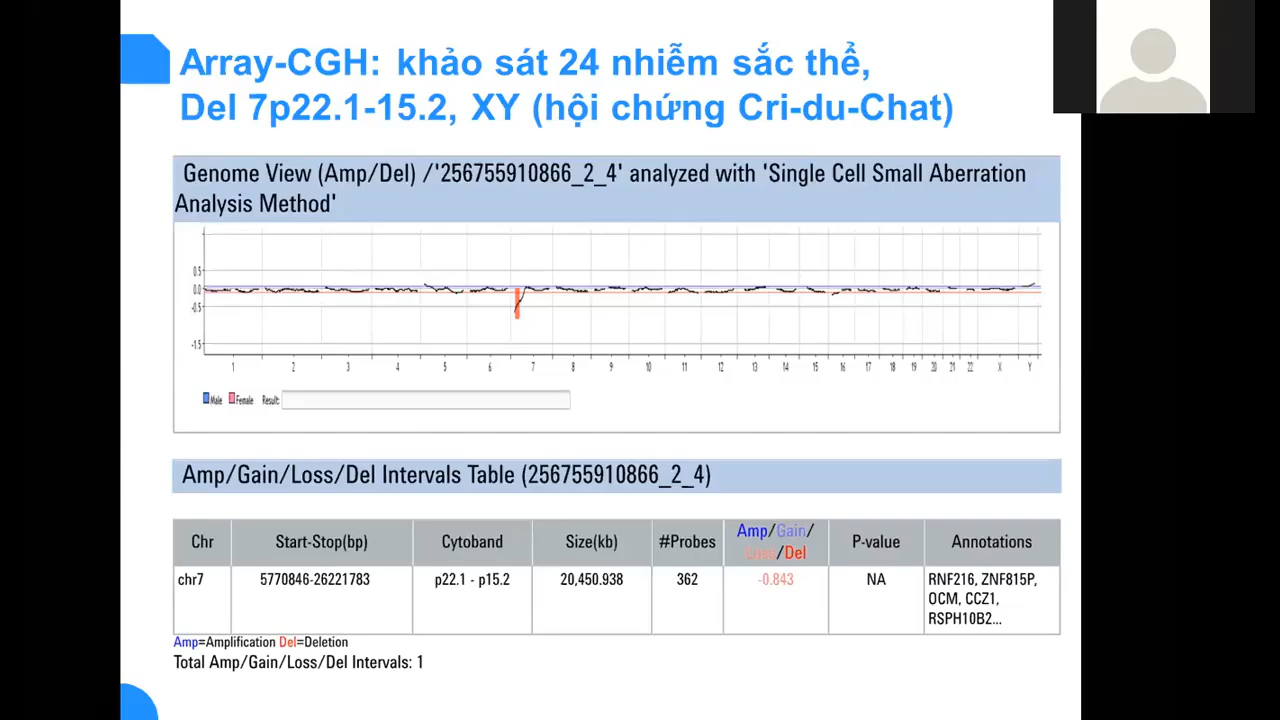 Array-CGH: khảo sát 24 nhiễm sắc thể,
Del 7p22.1-15.2, XY (hội chứng Cri-du-Chat)
Genome View (Amp/Del) /'256755910866_2_4' analyzed with 'Single Cell Small Aberration
Analysis Method'
0.5
0.0
-0.5
-1.5
1 2 3 4 5 6 7 8 9 10 11 12 13 14 15 16 17 18 19 20 21 22 X Y
Male Female Result:
Amp/Gain/Loss/Del Intervals Table (256755910866_2_4)
Chr Start-Stop(bp) Cytoband Size(kb) #Probes Amp/Gain/ P-value Annotations
Loss/Del
chr7 5770846-26221783 p22.1 - p15.2 20,450.938 362 -0.843 NA RNF216, ZNF815P,
OCM, CCZ1,
RSPH10B2...
Amp=Amplification Del=Deletion
Total Amp/Gain/Loss/Del Intervals: 1